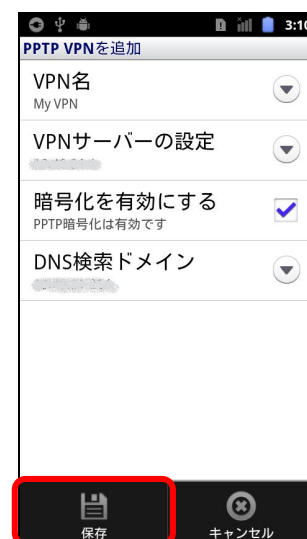 3:10
PPTP VPNを追加
VPN名
My VPN
VPNサーバーの設定
暗号化を有効にする
PPTP暗号化は有効です
DNS検索ドメイン
保存
キャンセル